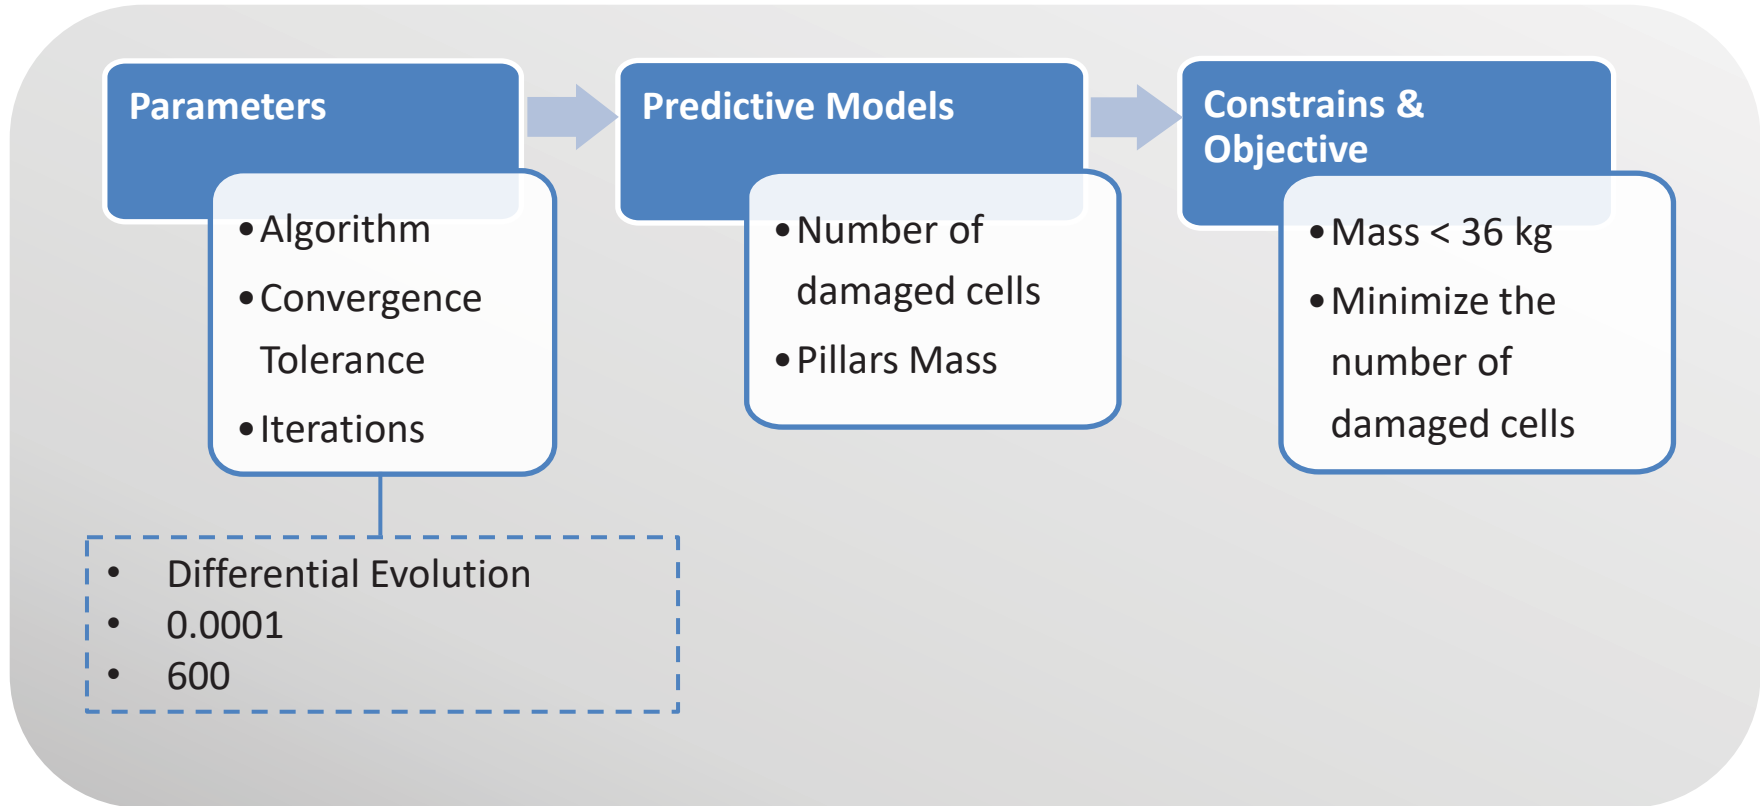 Parameters
• Algorithm
• Convergence
Tolerance
• Iterations
• Differential Evolution
• 0.0001
• 600
Predictive Models
• Number of
damaged cells
• Pillars Mass
Constrains &
Objective
• Mass < 36 kg
• Minimize the
number of
damaged cells